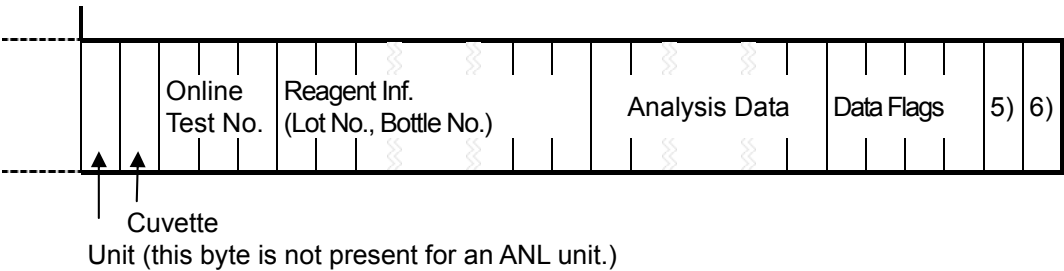 Online
Test No.
Reagent Inf.
(Lot No., Bottle No.)
Analysis Data
Data Flags
5)
6)
Cuvette
Unit (this byte is not present for an ANL unit.)